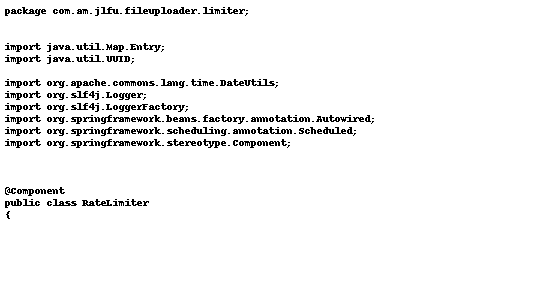 package com.am.jlfu.fileuploader.limiter;
import java.util.Map.Entry;
import java.util.UUID;
import org.apache.commons.lang.time.DateUtils;
import org.slf4j.Logger;
import org.slf4j.LoggerFactory;
import org.springframework.beans.factory.annotation.Autowired;
import org.springframework.scheduling.annotation.Scheduled;
import org.springframework.stereotype.Component;
@Component
public class RateLimiter
{